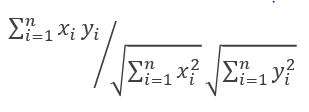 ∑ⁿᵢ₌₁ xᵢ yᵢ / √(∑ⁿᵢ₌₁ xᵢ²) √(∑ⁿᵢ₌₁ yᵢ²)